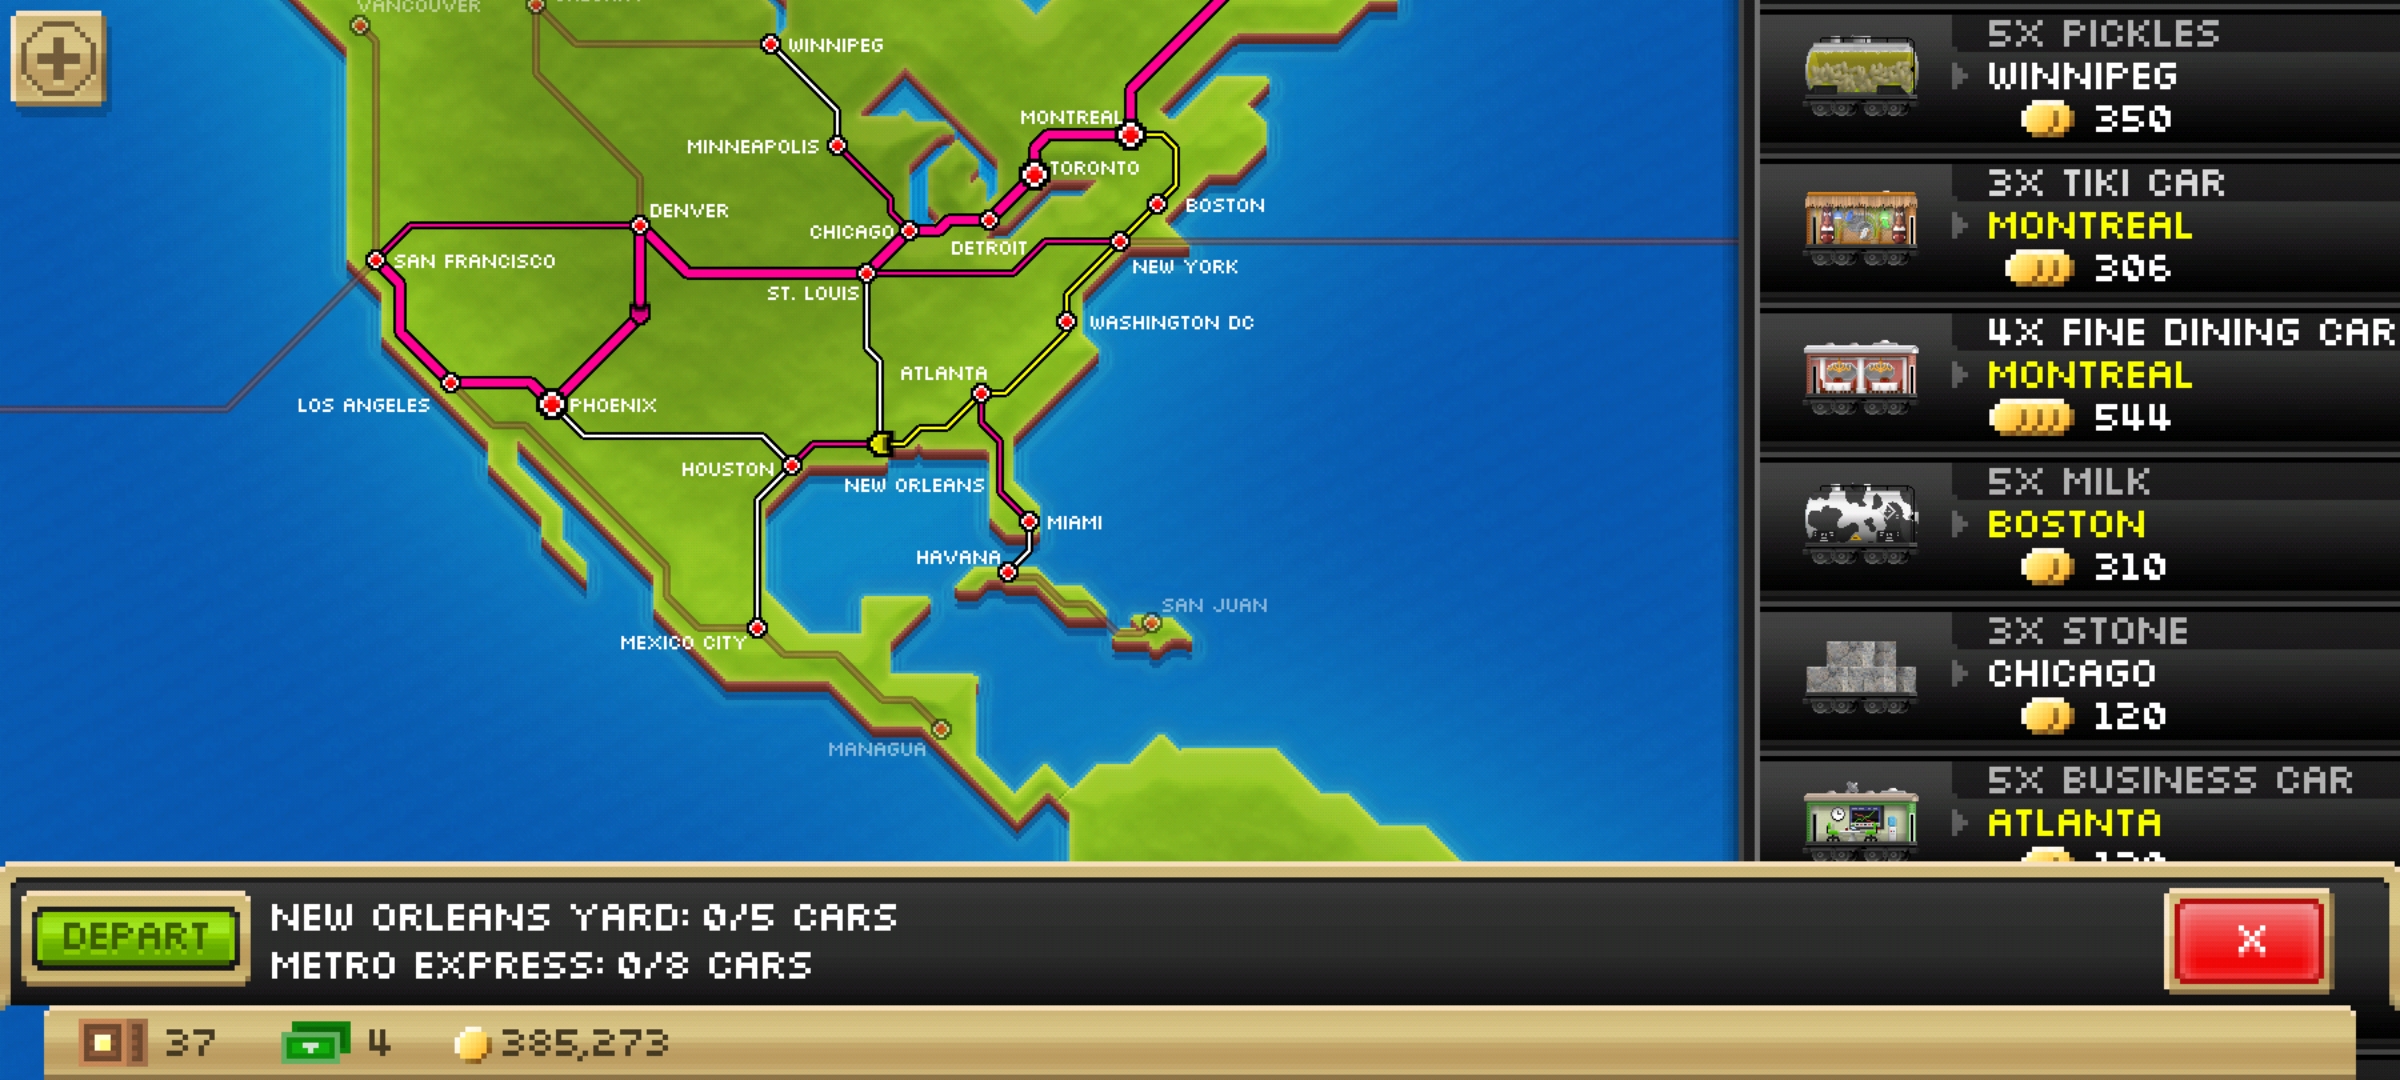 VANCOUVER
WINNIPEG
MONTREAL
MINNEAPOLIS
TORONTO
BOSTON
DENVER
CHICAGO
DETROIT
SAN FRANCISCO
NEW YORK
ST. LOUIS
WASHINGTON DC
ATLANTA
LOS ANGELES
PHOENIX
HOUSTON
NEW ORLEANS
MIAMI
HAVANA
SAN JUAN
MEXICO CITY
MANAGUA
5X PICKLES
WINNIPEG
350
3X TIKI CAR
MONTREAL
306
4X FINE DINING CAR
MONTREAL
544
5X MILK
BOSTON
310
3X STONE
CHICAGO
120
5X BUSINESS CAR
ATLANTA
DEPART
NEW ORLEANS YARD: 0/5 CARS
METRO EXPRESS: 0/8 CARS
X
37
4
385,273